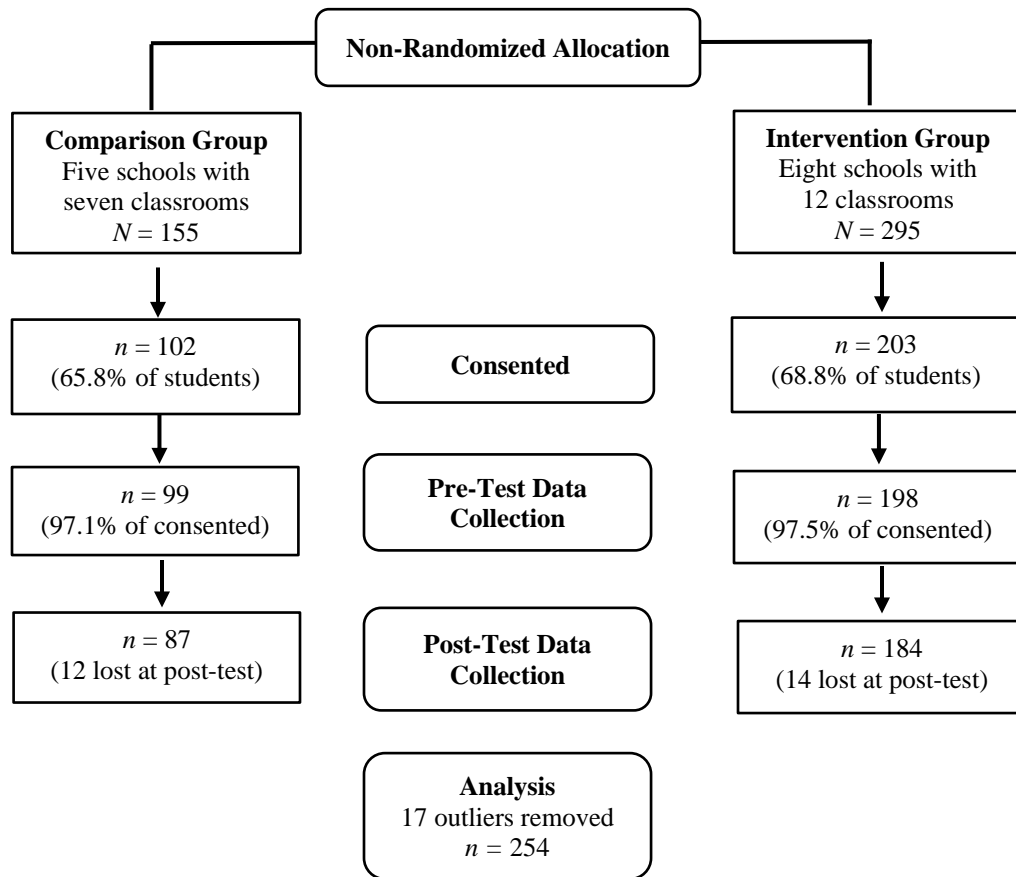 Non-Randomized Allocation
Comparison Group
Five schools with
seven classrooms
N = 155
Intervention Group
Eight schools with
12 classrooms
N = 295
n = 102
(65.8% of students)
Consented
n = 203
(68.8% of students)
n = 99
(97.1% of consented)
Pre-Test Data
Collection
n = 198
(97.5% of consented)
n = 87
(12 lost at post-test)
Post-Test Data
Collection
n = 184
(14 lost at post-test)
Analysis
17 outliers removed
n = 254